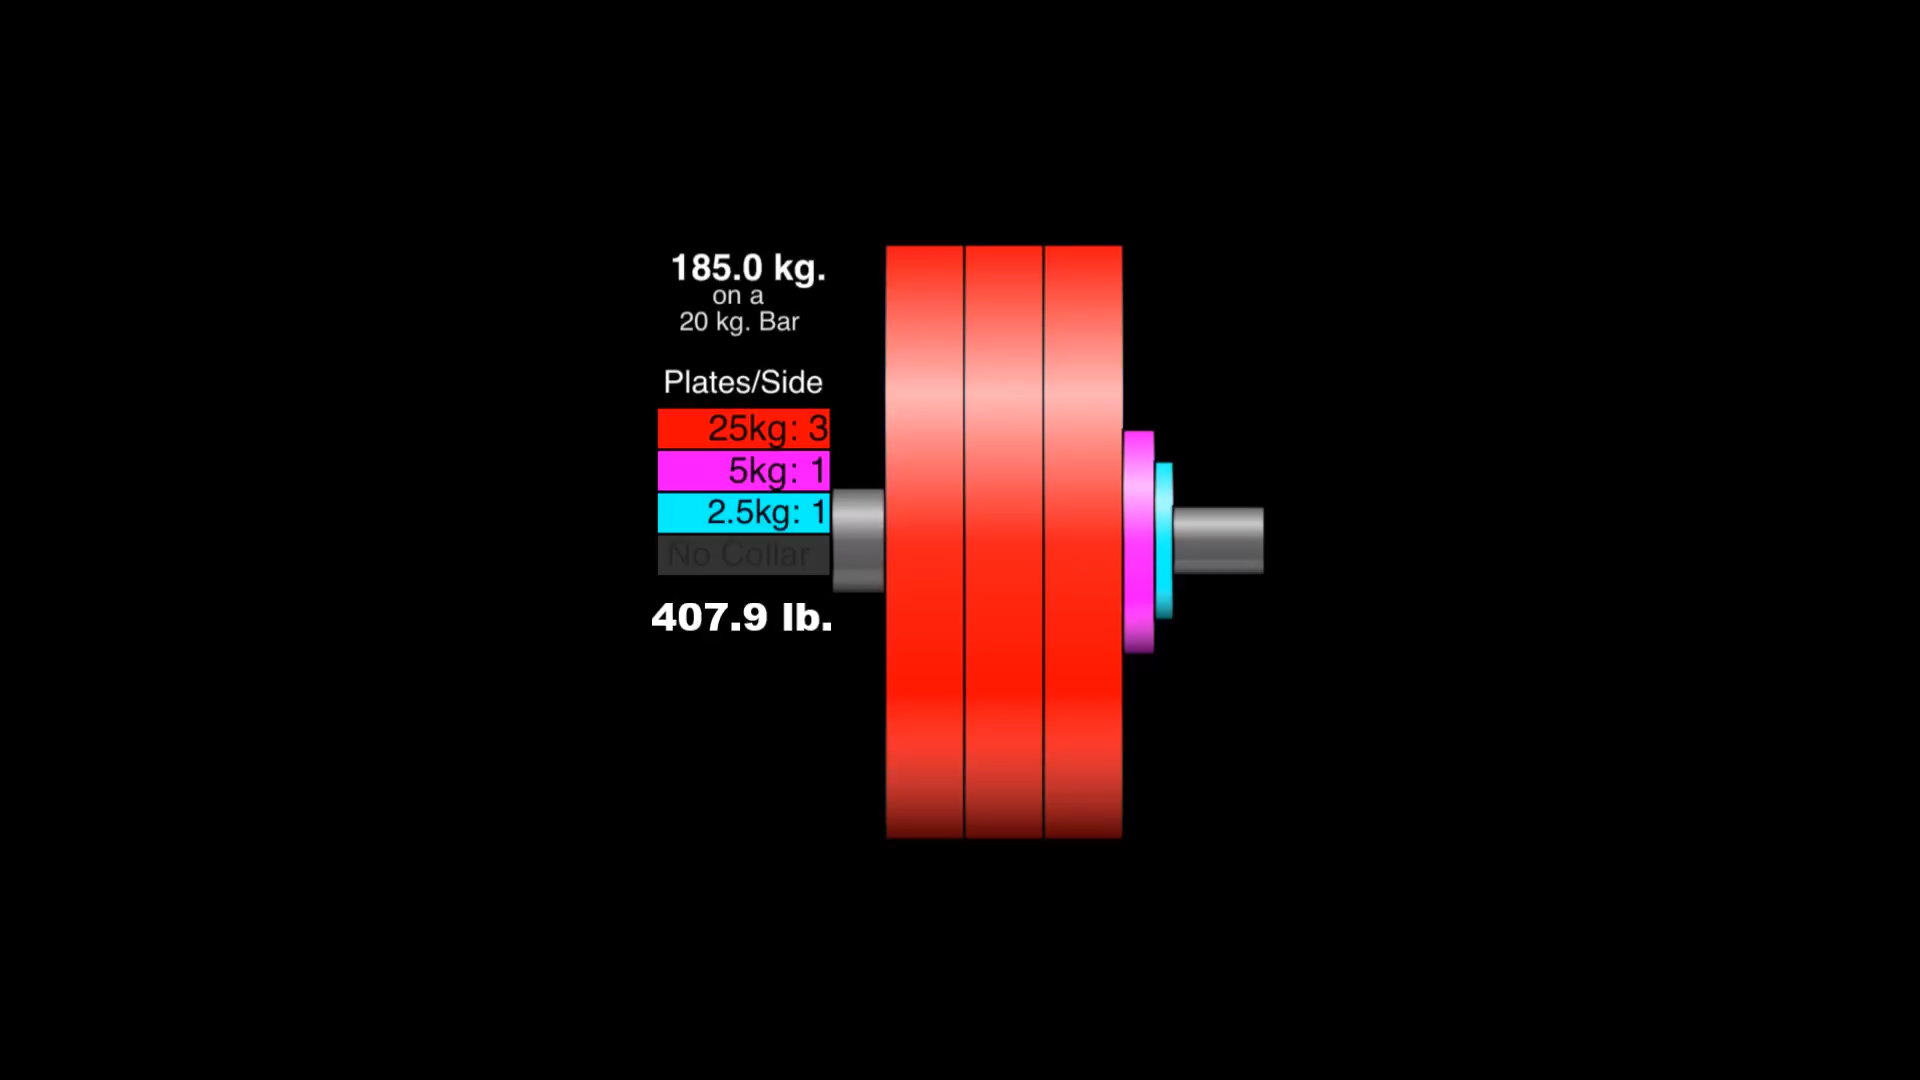 185.0 kg.
on a
20 kg. Bar
Plates/Side
25kg: 3
5kg: 1
2.5kg: 1
No Collar
407.9 lb.